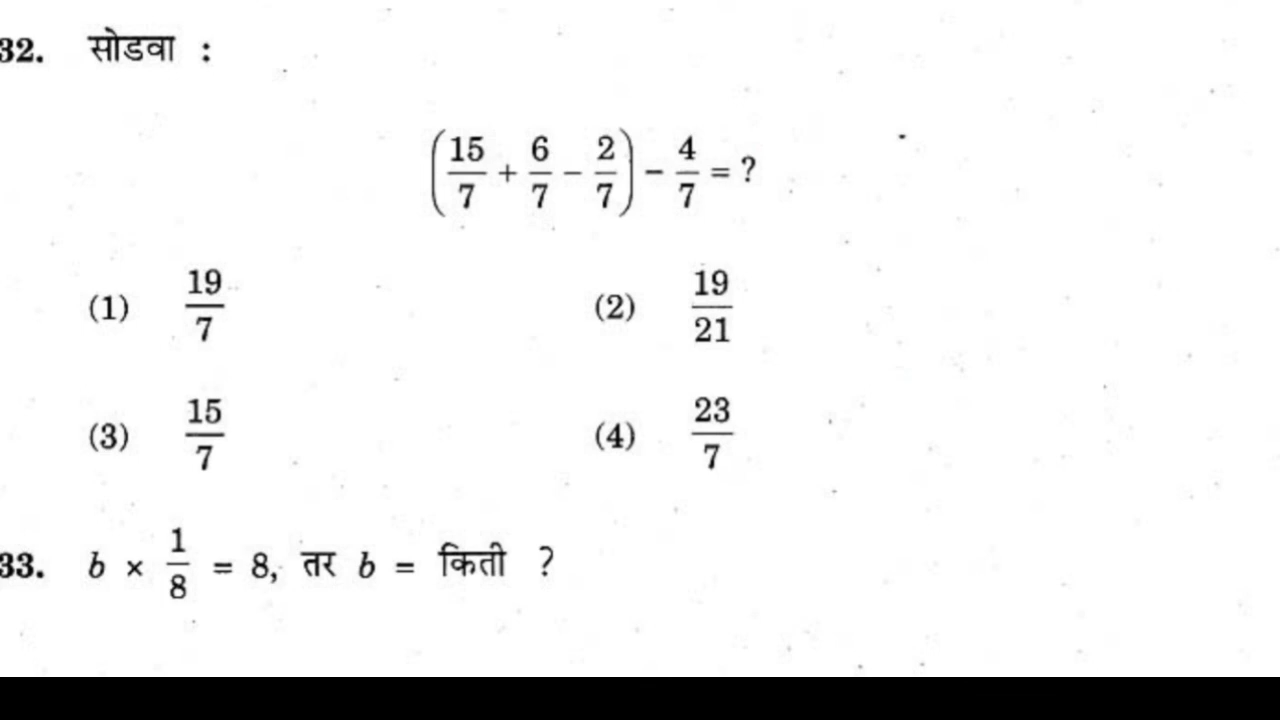 32. सोडवा :
(15/7 + 6/7 − 2/7) − 4/7 = ?
(1) 19/7 (2) 19/21
(3) 15/7 (4) 23/7
33. b × 1/8 = 8, तर b = किती ?